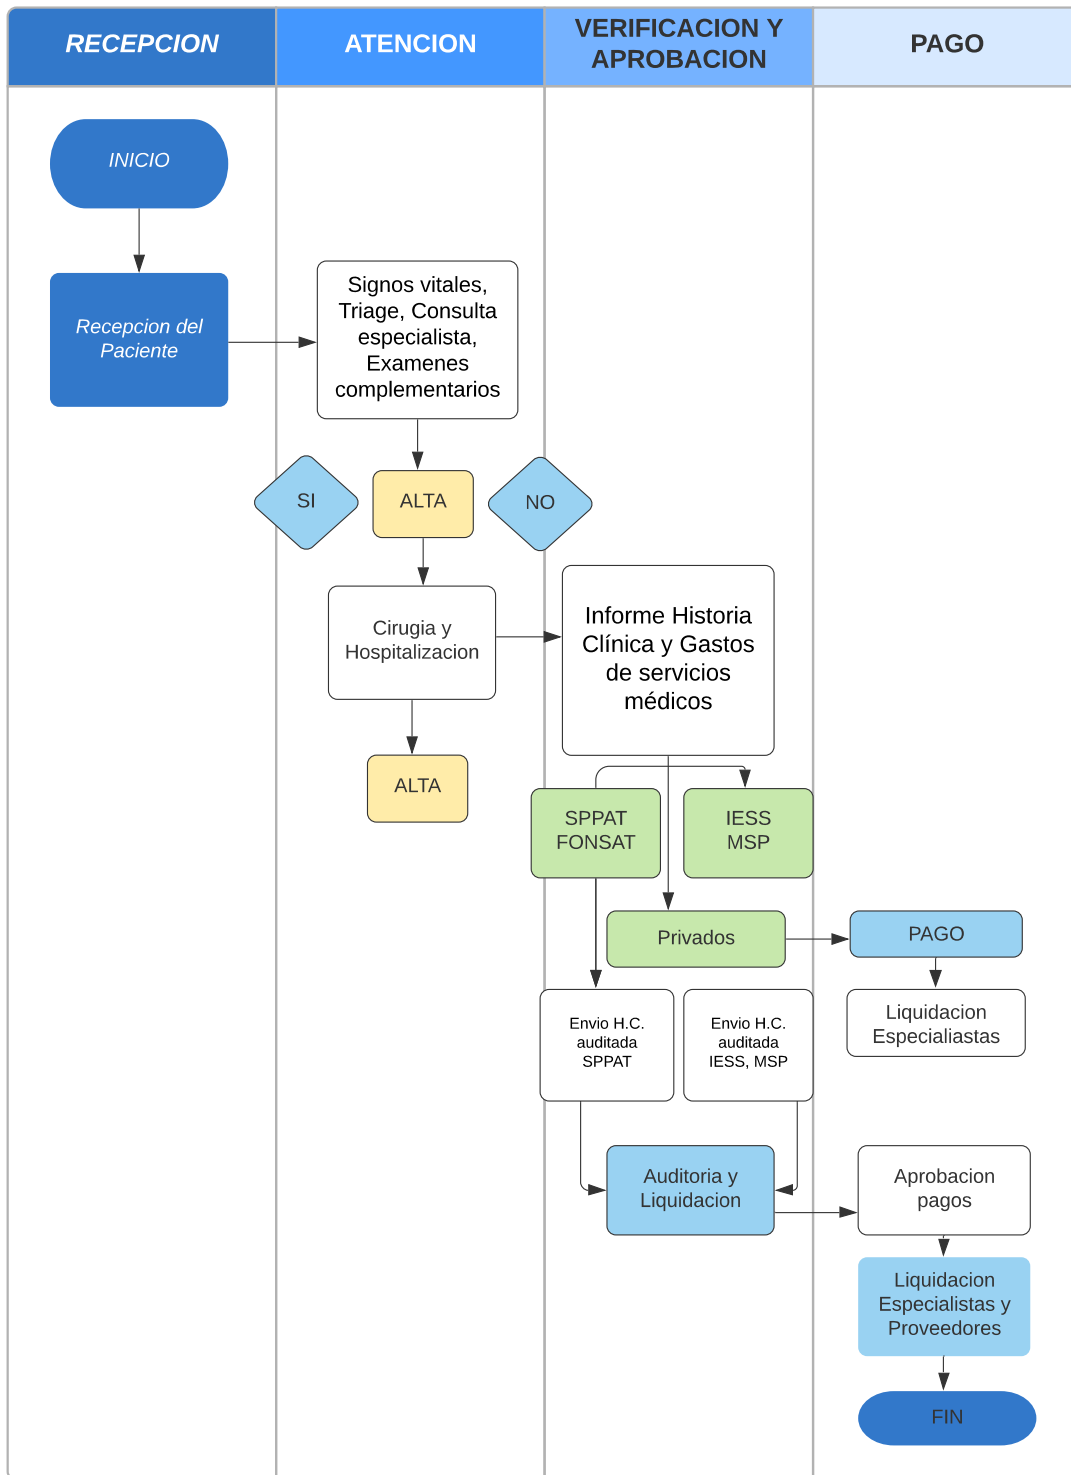 RECEPCION
ATENCION
VERIFICACION Y
APROBACION
PAGO
INICIO
Recepcion del
Paciente
Signos vitales,
Triage, Consulta
especialista,
Examenes
complementarios
SI
ALTA
NO
Cirugia y
Hospitalizacion
Informe Historia
Clínica y Gastos
de servicios
médicos
ALTA
SPPAT
FONSAT
IESS
MSP
Privados
PAGO
Liquidacion
Especialiastas
Envio H.C.
auditada
SPPAT
Envio H.C.
auditada
IESS, MSP
Auditoria y
Liquidacion
Aprobacion
pagos
Liquidacion
Especialistas y
Proveedores
FIN